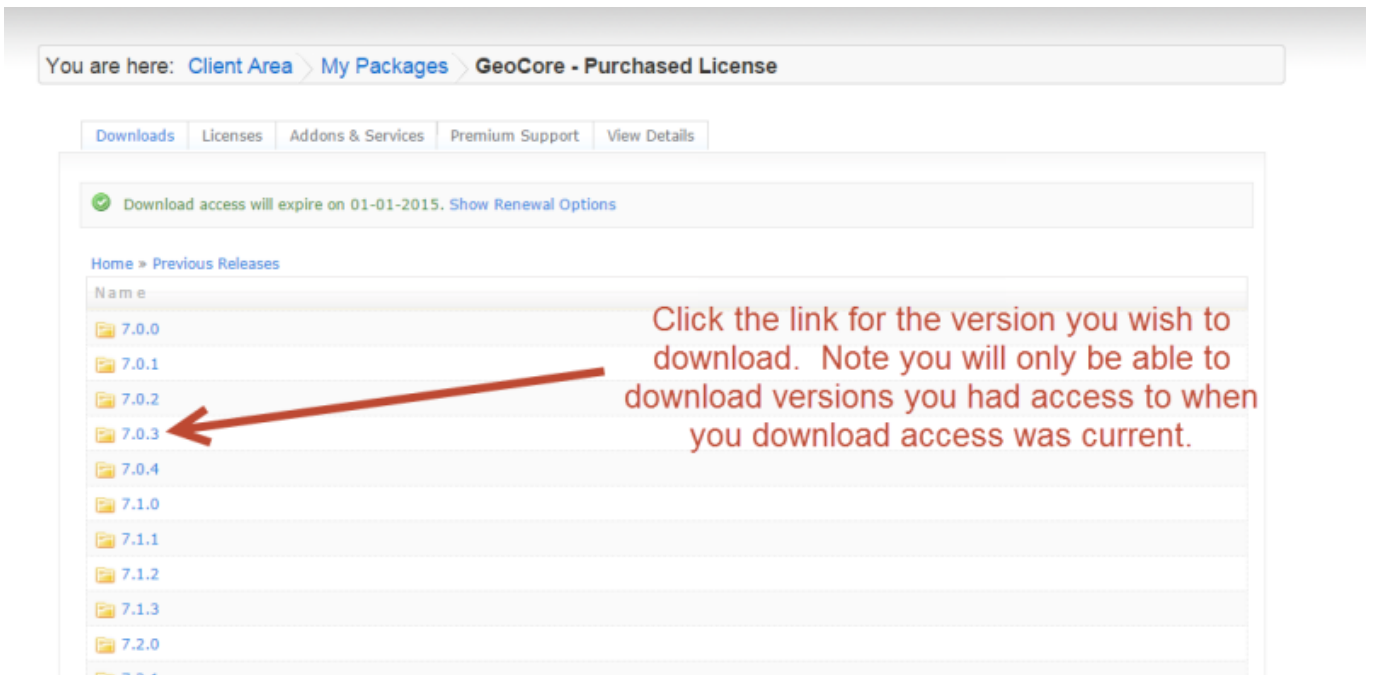 You are here: Client Area My Packages GeoCore - Purchased License
Downloads Licenses Addons & Services Premium Support View Details
Download access will expire on 01-01-2015. Show Renewal Options
Home » Previous Releases
Name
7.0.0
7.0.1
7.0.2
7.0.3
7.0.4
7.1.0
7.1.1
7.1.2
7.1.3
7.2.0
Click the link for the version you wish to
download. Note you will only be able to
download versions you had access to when
you download access was current.